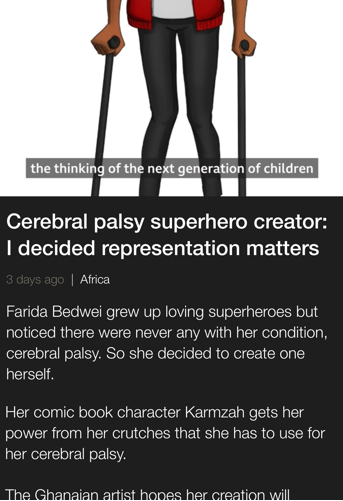 the thinking of the next generation of children
Cerebral palsy superhero creator:
I decided representation matters
3 days ago | Africa
Farida Bedwei grew up loving superheroes but
noticed there were never any with her condition,
cerebral palsy. So she decided to create one
herself.
Her comic book character Karmzah gets her
power from her crutches that she has to use for
her cerebral palsy.
The Ghanaian artist hopes her creation will